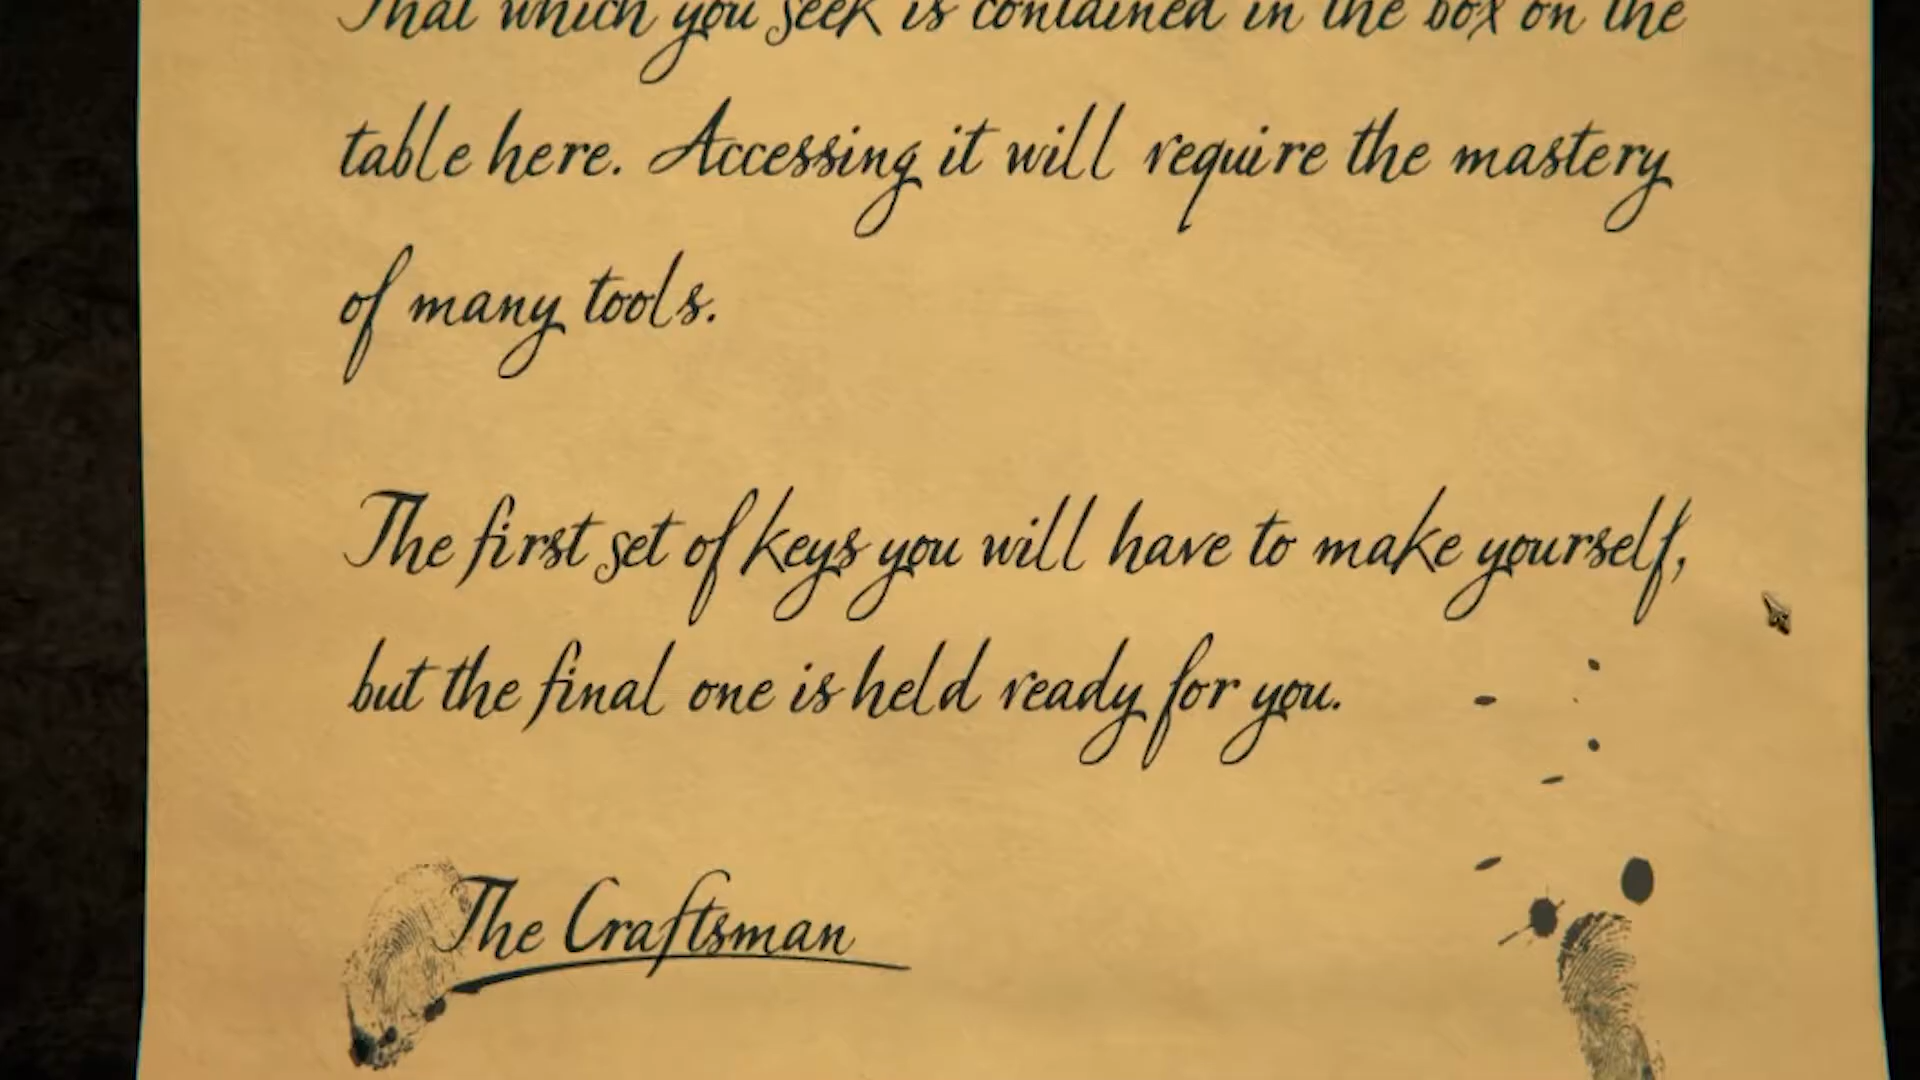 That which you seek is contained in the box on the
table here. Accessing it will require the mastery
of many tools.
The first set of keys you will have to make yourself,
but the final one is held ready for you.
The Craftsman